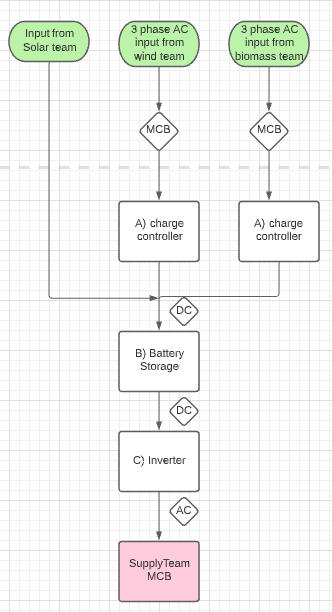 Input from
Solar team
3 phase AC
input from
wind team
3 phase AC
input from
biomass team
MCB
MCB
A) charge
controller
A) charge
controller
DC
B) Battery
Storage
DC
C) Inverter
AC
SupplyTeam
MCB